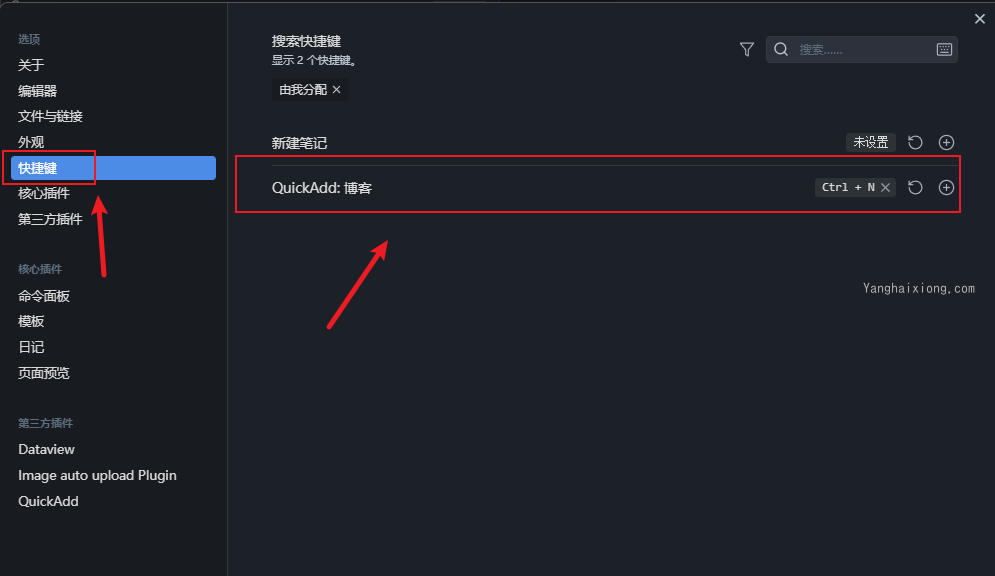 选项
关于
编辑器
文件与链接
外观
快捷键
核心插件
第三方插件
核心插件
命令面板
模板
日记
页面预览
第三方插件
Dataview
Image auto upload Plugin
QuickAdd
搜索快捷键
显示 2 个快捷键。
搜索......
由我分配
新建笔记 未设置
QuickAdd: 博客 Ctrl + N
Yanghaixiong.com